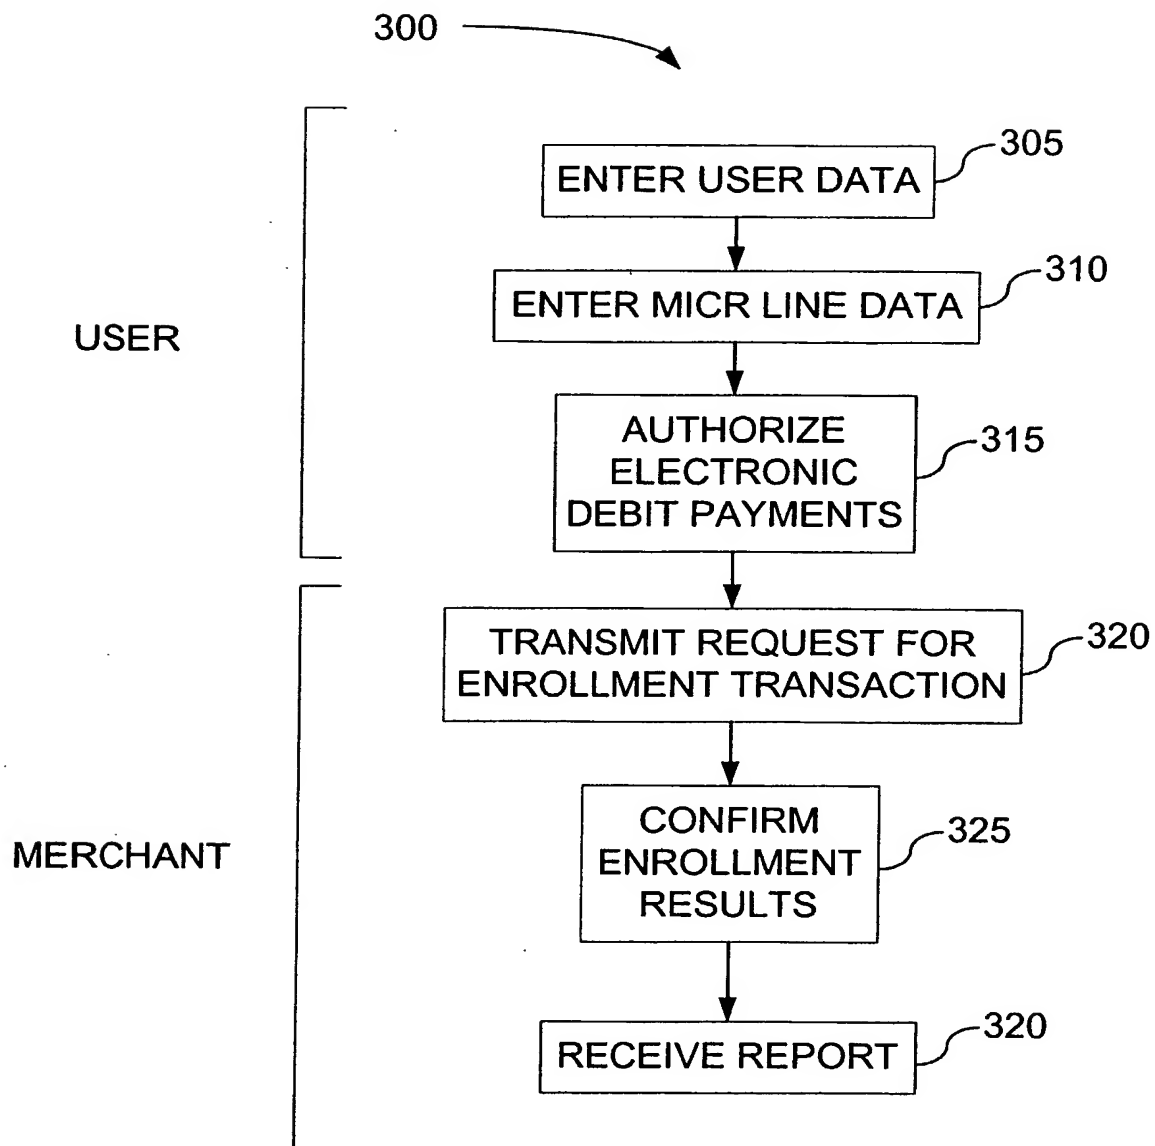 300
305
ENTER USER DATA
310
ENTER MICR LINE DATA
USER
AUTHORIZE
ELECTRONIC
DEBIT PAYMENTS
315
TRANSMIT REQUEST FOR
ENROLLMENT TRANSACTION
320
MERCHANT
CONFIRM
ENROLLMENT
RESULTS
325
RECEIVE REPORT
320